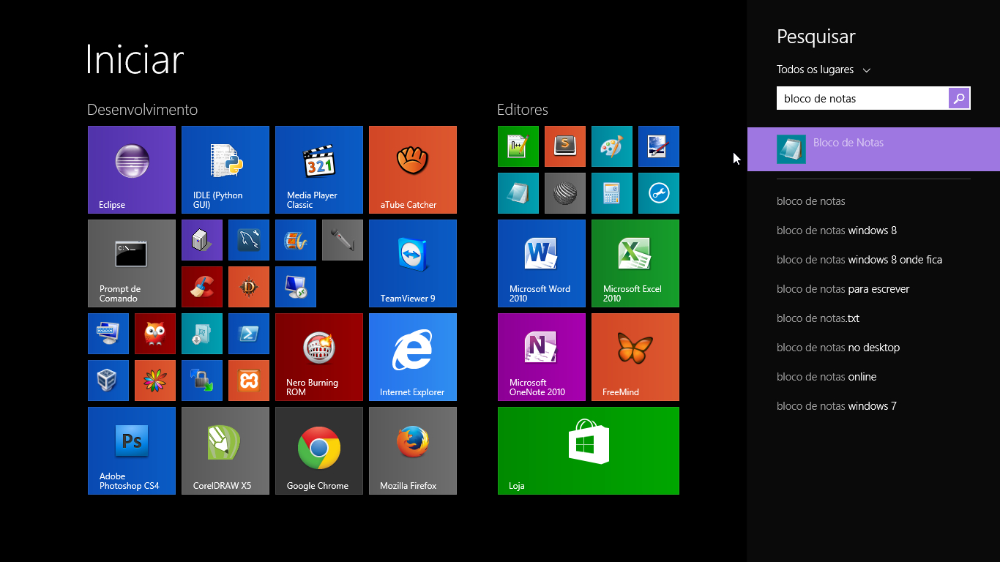 Iniciar
Desenvolvimento
Eclipse
IDLE (Python
GUI)
321
Media Player
Classic
aTube Catcher
C:\_
Prompt de
Comando
D
TeamViewer 9
Nero Burning
ROM
Internet Explorer
Ps
Adobe
Photoshop CS4
CorelDRAW X5
Google Chrome
Mozilla Firefox
Editores
S
W
Microsoft Word
2010
X
Microsoft Excel
2010
N
Microsoft
OneNote 2010
FreeMind
Loja
Pesquisar
Todos os lugares
bloco de notas
Bloco de Notas
bloco de notas
bloco de notas windows 8
bloco de notas windows 8 onde fica
bloco de notas para escrever
bloco de notas.txt
bloco de notas no desktop
bloco de notas online
bloco de notas windows 7